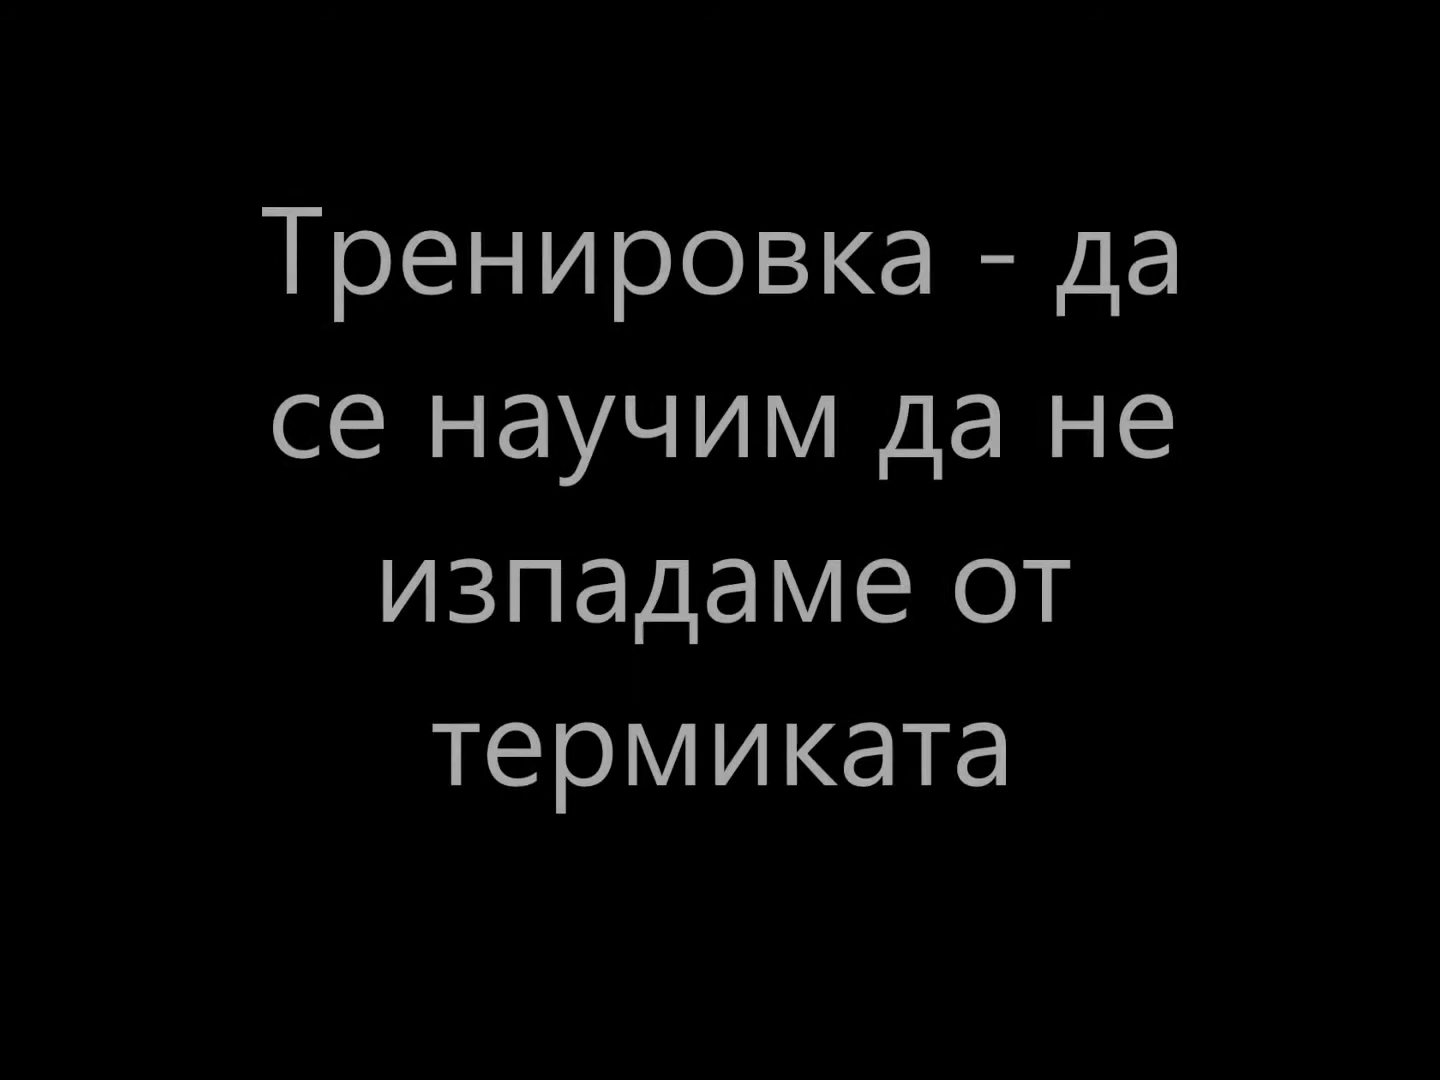 Тренировка - да
се научим да не
изпадаме от
термиката